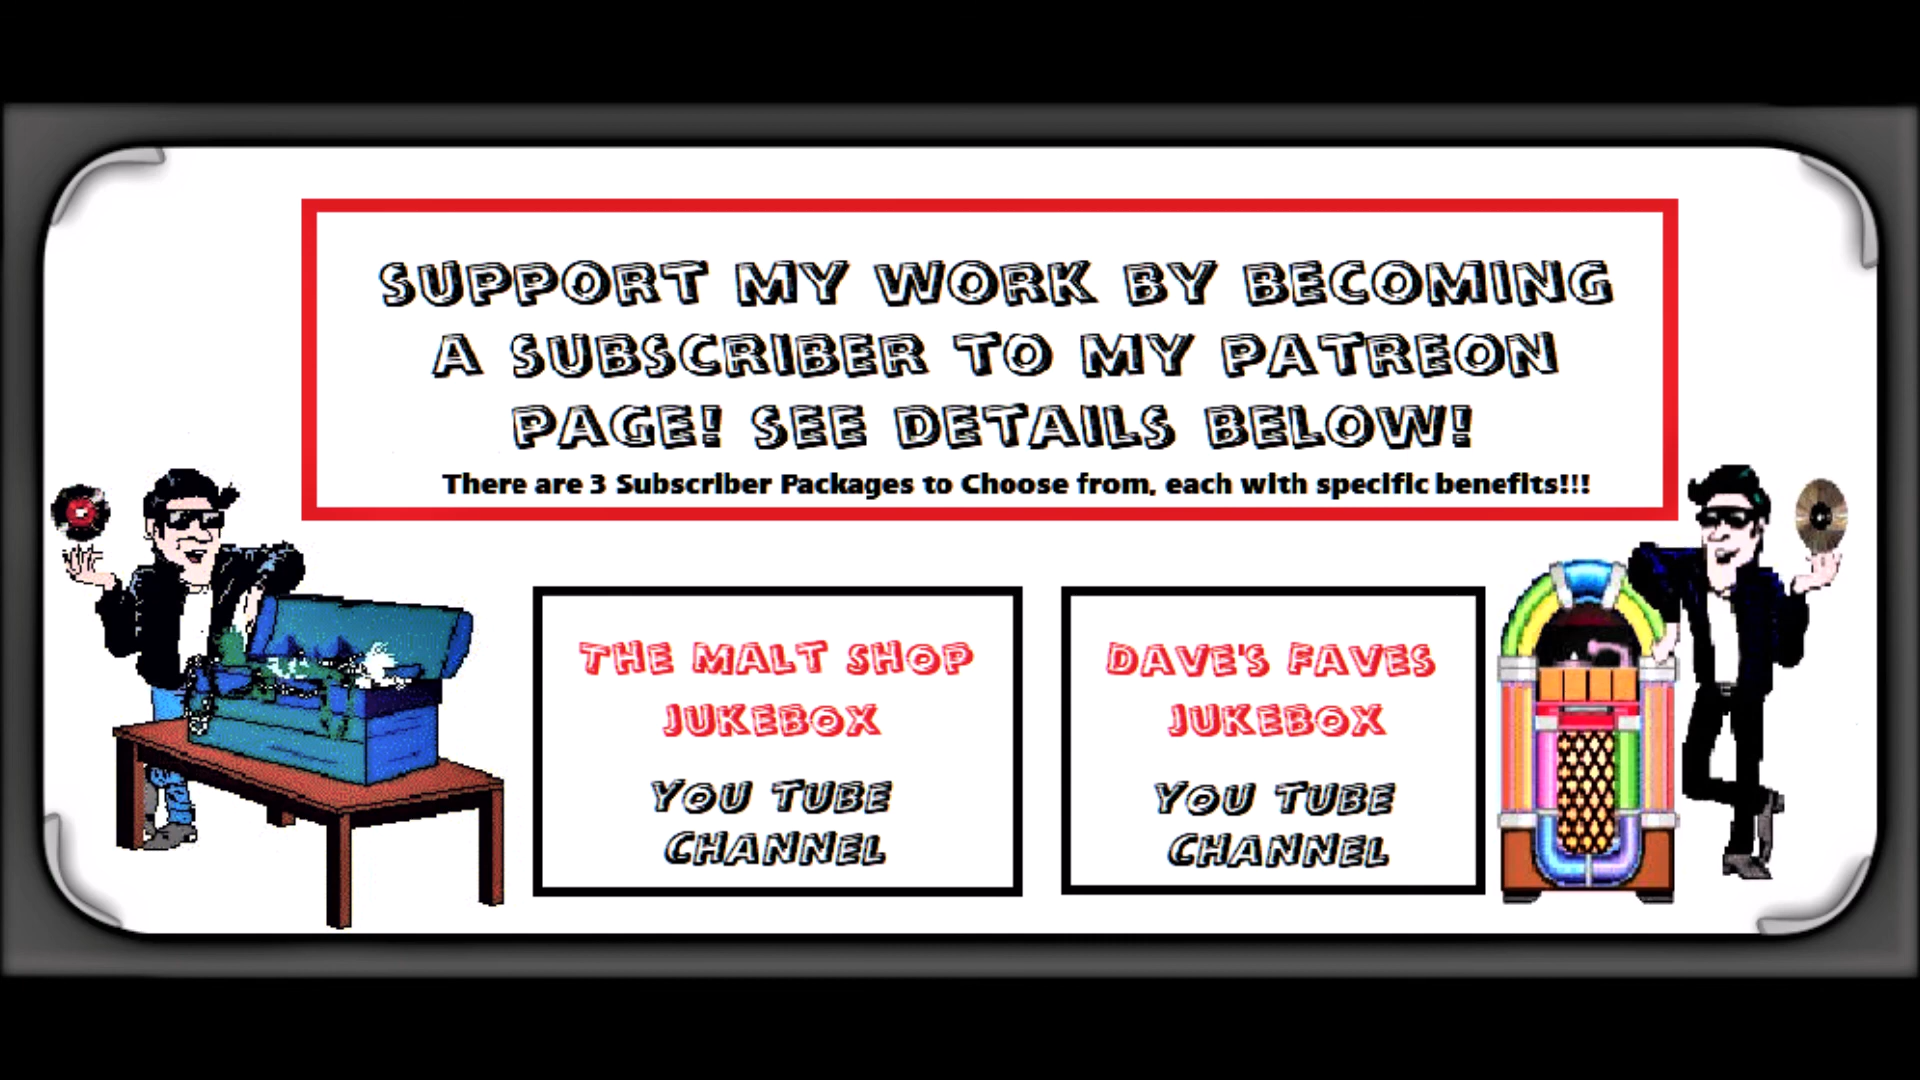 SUPPORT MY WORK BY BECOMING
A SUBSCRIBER TO MY PATREON
PAGE! SEE DETAILS BELOW!
There are 3 Subscriber Packages to Choose from, each with specific benefits!!!
THE MALT SHOP
JUKEBOX
YOU TUBE
CHANNEL
DAVE'S FAVES
JUKEBOX
YOU TUBE
CHANNEL